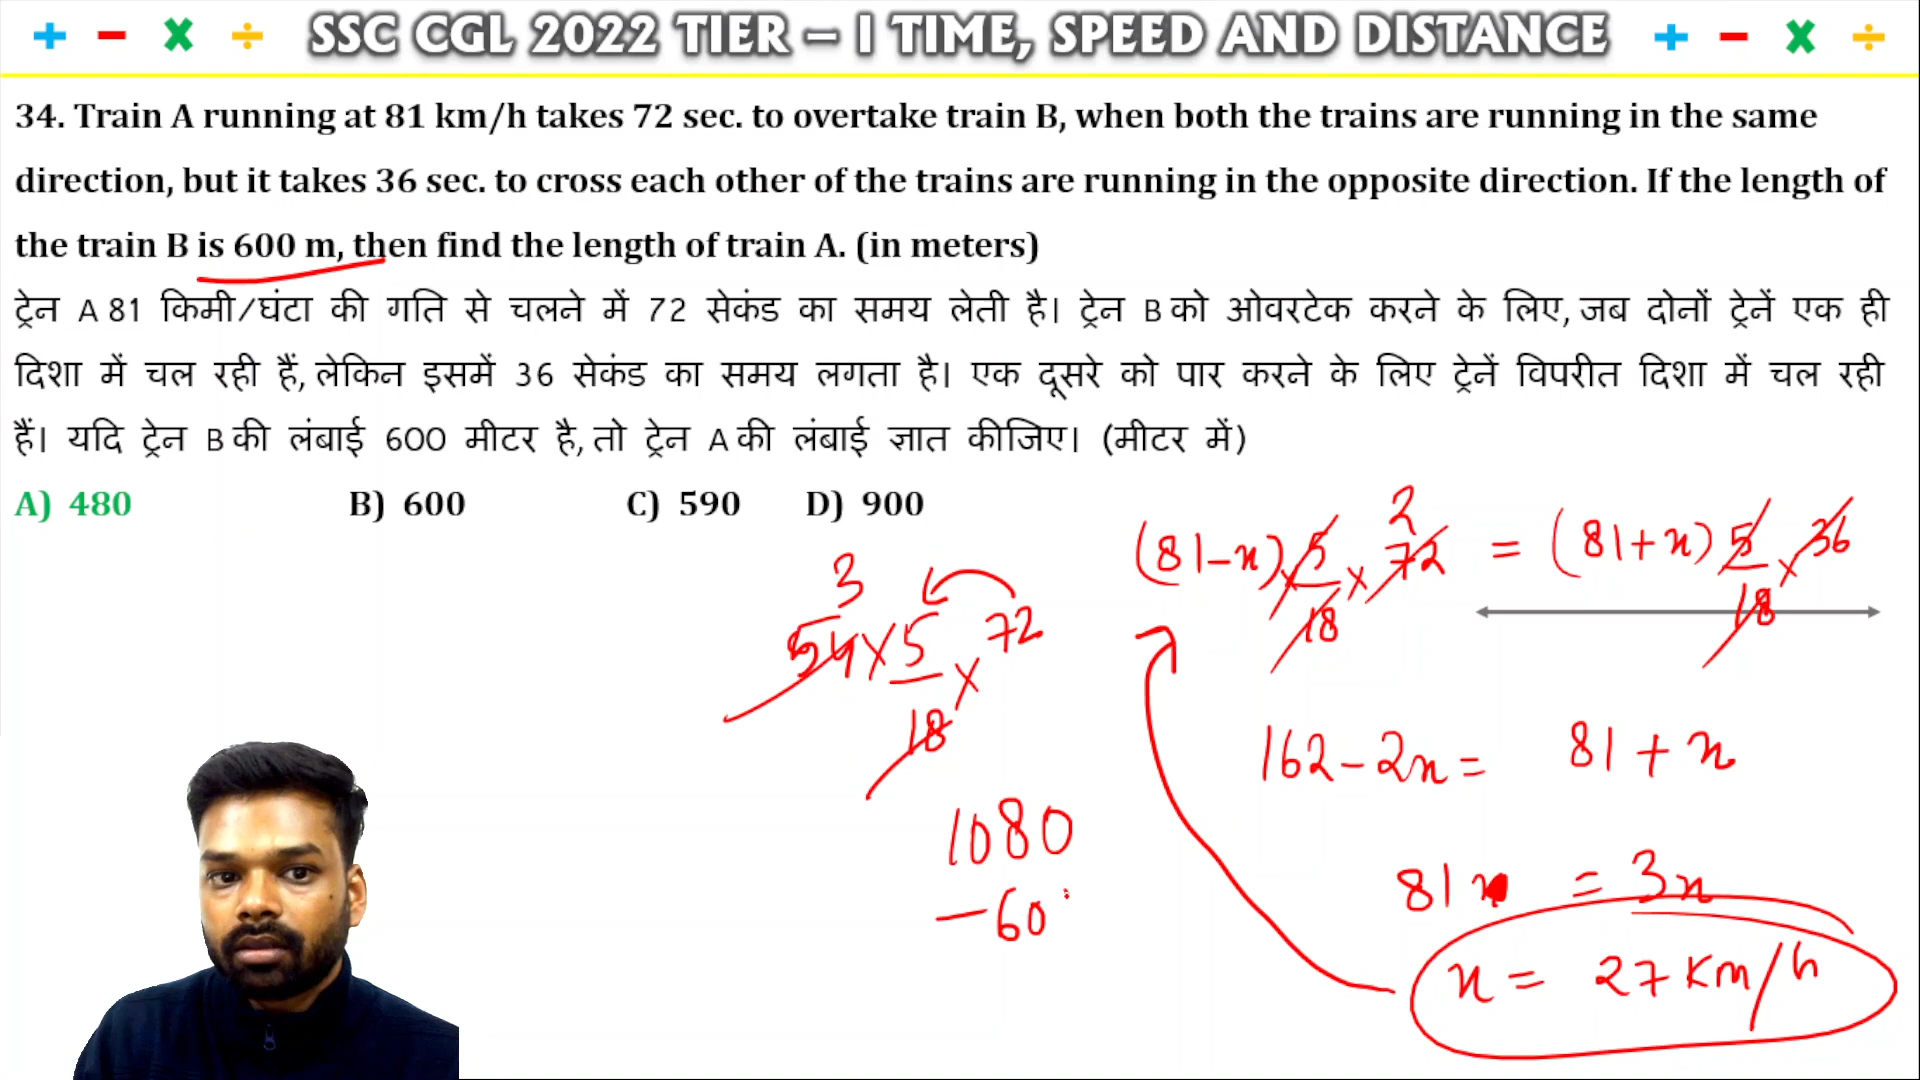 + - × ÷ SSC CGL 2022 TIER – I TIME, SPEED AND DISTANCE + - × ÷
34. Train A running at 81 km/h takes 72 sec. to overtake train B, when both the trains are running in the same
direction, but it takes 36 sec. to cross each other of the trains are running in the opposite direction. If the length of
the train B is 600 m, then find the length of train A. (in meters)
ट्रेन A 81 किमी/घंटा की गति से चलने में 72 सेकंड का समय लेती है। ट्रेन B को ओवरटेक करने के लिए, जब दोनों ट्रेनें एक ही
दिशा में चल रही हैं, लेकिन इसमें 36 सेकंड का समय लगता है। एक दूसरे को पार करने के लिए ट्रेनें विपरीत दिशा में चल रही
हैं। यदि ट्रेन B की लंबाई 600 मीटर है, तो ट्रेन A की लंबाई ज्ञात कीजिए। (मीटर में)
A) 480 B) 600 C) 590 D) 900
2
(81-x) × 5/18 × 72 = (81+x) 5/18 × 36
3
54 × 5/18 × 72
162 - 2x = 81 + x
1080
81 = 3x
- 60
x = 27 Km/h